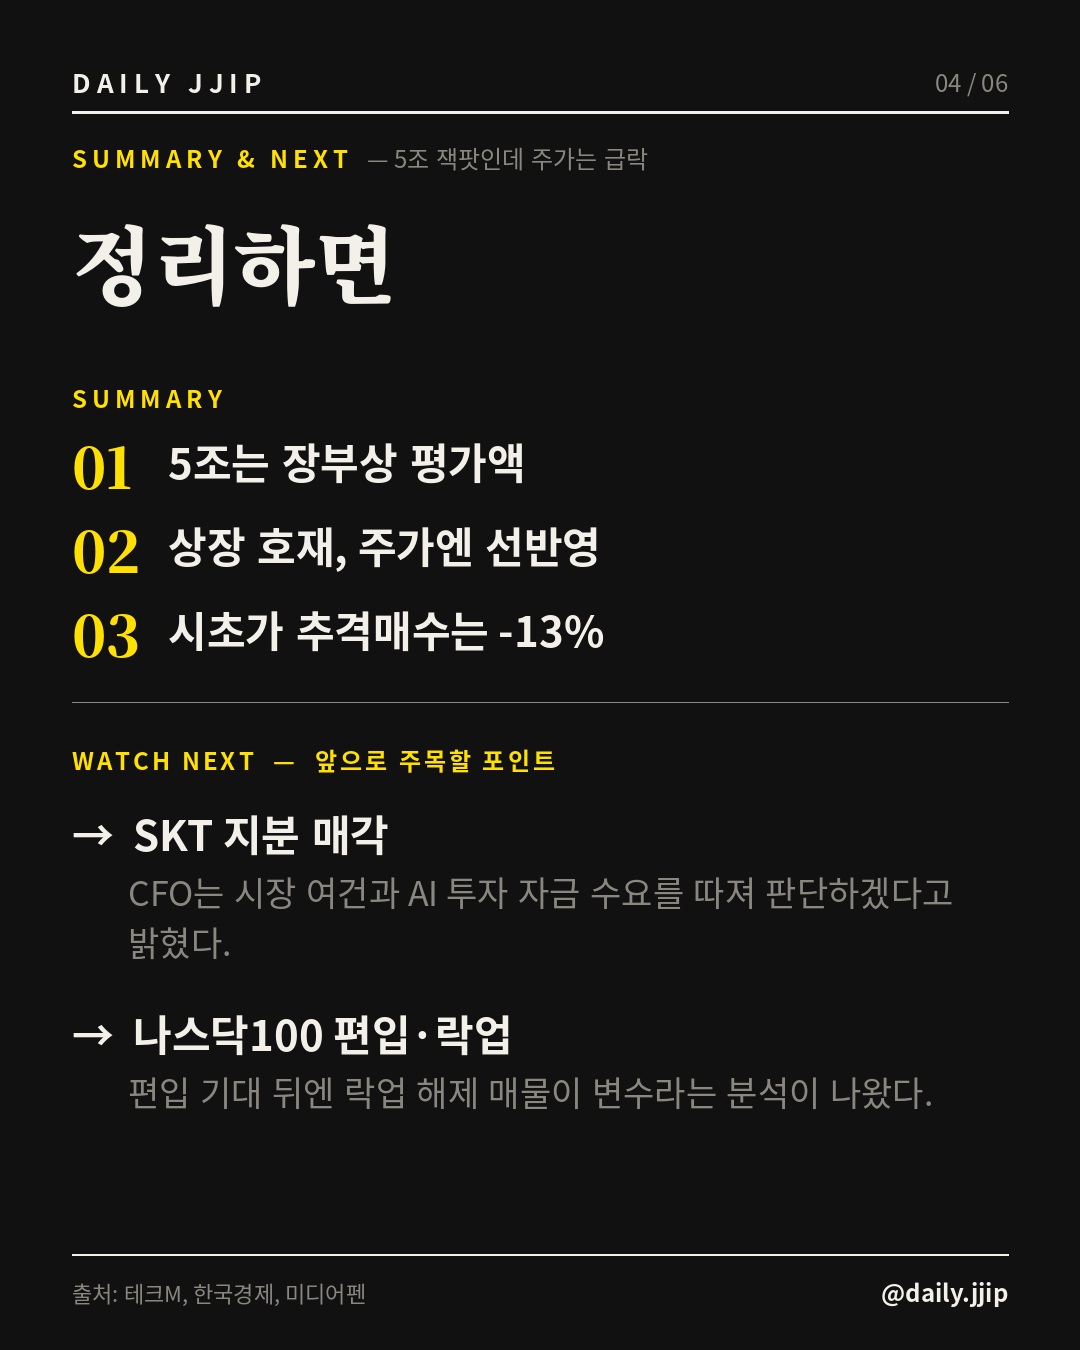 DAILY JJIP
04 / 06
SUMMARY & NEXT — 5조 잭팟인데 주가는 급락
정리하면
SUMMARY
01 5조는 장부상 평가액
02 상장 호재, 주가엔 선반영
03 시초가 추격매수는 -13%
WATCH NEXT — 앞으로 주목할 포인트
→ SKT 지분 매각
CFO는 시장 여건과 AI 투자 자금 수요를 따져 판단하겠다고
밝혔다.
→ 나스닥100 편입·락업
편입 기대 뒤엔 락업 해제 매물이 변수라는 분석이 나왔다.
출처: 테크M, 한국경제, 미디어펜
@daily.jjip